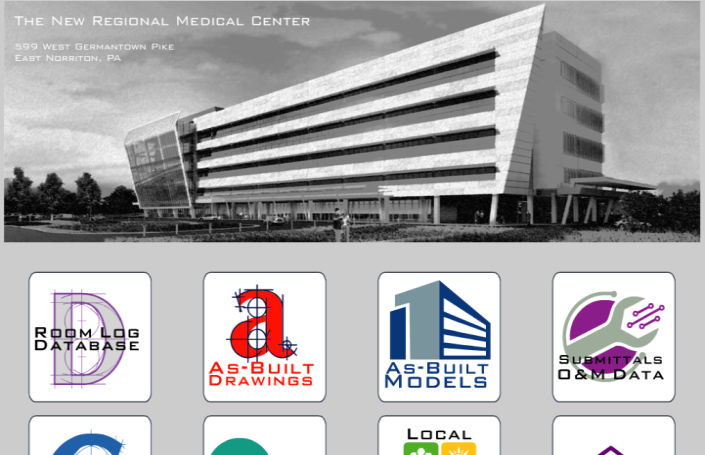 The New Regional Medical Center
599 West Germantown Pike
East Norriton, PA
Room Log
Database
As-Built
Drawings
As-Built
Models
Submittals
O&M Data
Local